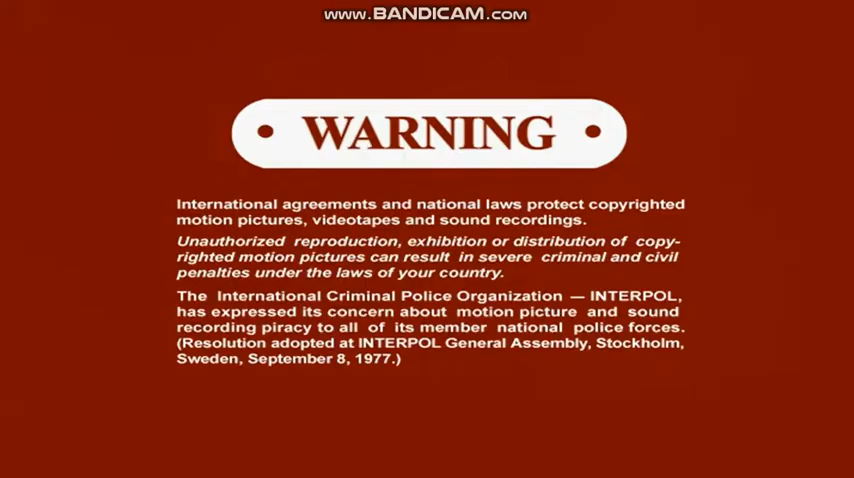 www.BANDICAM.com
WARNING
International agreements and national laws protect copyrighted
motion pictures, videotapes and sound recordings.
Unauthorized reproduction, exhibition or distribution of copy-
righted motion pictures can result in severe criminal and civil
penalties under the laws of your country.
The International Criminal Police Organization — INTERPOL,
has expressed its concern about motion picture and sound
recording piracy to all of its member national police forces.
(Resolution adopted at INTERPOL General Assembly, Stockholm,
Sweden, September 8, 1977.)